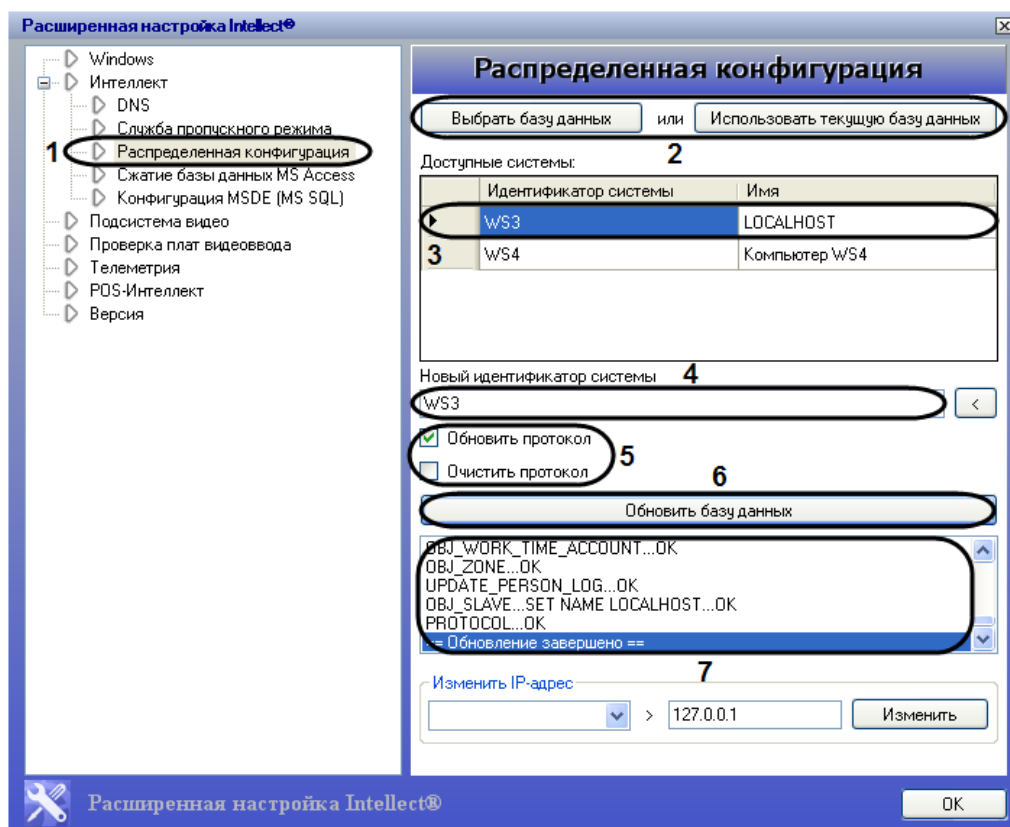 Расширенная настройка Intellect®
Windows
Интеллект
DNS
Служба пропускного режима
1
Распределенная конфигурация
Сжатие базы данных MS Access
Конфигурация MSDE (MS SQL)
Подсистема видео
Проверка плат видеоввода
Телеметрия
POS-Интеллект
Версия
Распределенная конфигурация
Выбрать базу данных или Использовать текущую базу данных
2
Доступные системы:
Идентификатор системы Имя
WS3 LOCALHOST
3 WS4 Компьютер WS4
Новый идентификатор системы 4
WS3 <
Обновить протокол
5
Очистить протокол
6
Обновить базу данных
OBJ_WORK_TIME_ACCOUNT...OK
OBJ_ZONE...OK
UPDATE_PERSON_LOG...OK
OBJ_SLAVE...SET NAME LOCALHOST...OK
PROTOCOL...OK
== Обновление завершено ==
7
Изменить IP-адрес
> 127.0.0.1 Изменить
Расширенная настройка Intellect®
OK